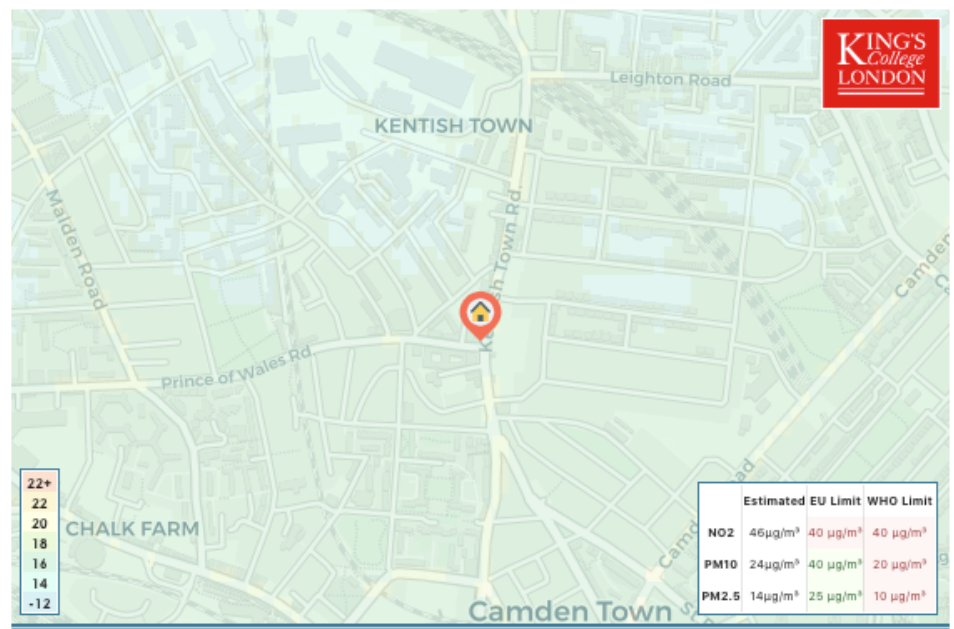 KING'S
College
LONDON
Leighton Road
KENTISH TOWN
Malden Road
Town Rd.
Camden
Prince of Wales Rd.
CHALK FARM
Camden Town
22+
22
20
18
16
14
-12
Estimated EU Limit WHO Limit
NO2 46µg/m³ 40 µg/m³ 40 µg/m³
PM10 24µg/m³ 40 µg/m³ 20 µg/m³
PM2.5 14µg/m³ 25 µg/m³ 10 µg/m³